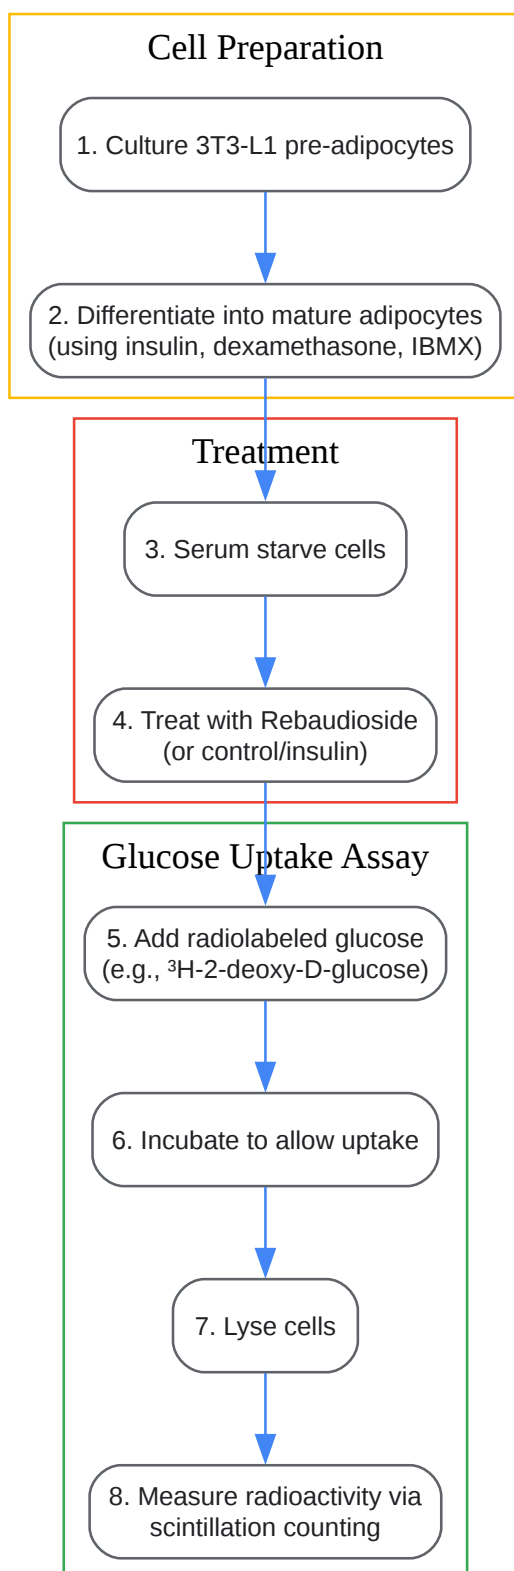 Cell Preparation
1. Culture 3T3-L1 pre-adipocytes
2. Differentiate into mature adipocytes
(using insulin, dexamethasone, IBMX)
Treatment
3. Serum starve cells
4. Treat with Rebaudioside
(or control/insulin)
Glucose Uptake Assay
5. Add radiolabeled glucose
(e.g., ³H-2-deoxy-D-glucose)
6. Incubate to allow uptake
7. Lyse cells
8. Measure radioactivity via
scintillation counting